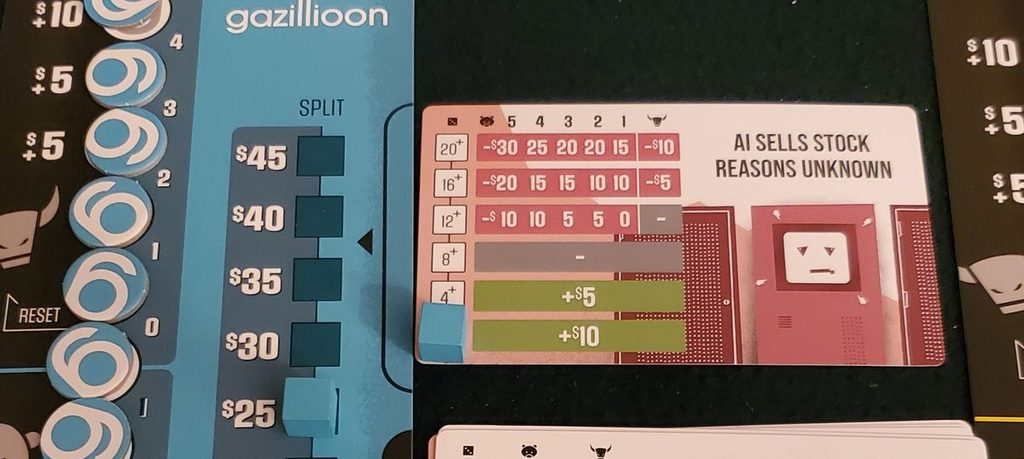 $+10
$+5
$+5
RESET
4
3
2
1
0
1
gazillioon
SPLIT
$45
$40
$35
$30
$25
5 4 3 2 1
20+ -$30 25 20 20 15 -$10
16+ -$20 15 15 10 10 -$5
12+ -$10 10 5 5 0 -
8+ -
4+ +$5
+$10
AI SELLS STOCK
REASONS UNKNOWN
$+10
$+5
$+5